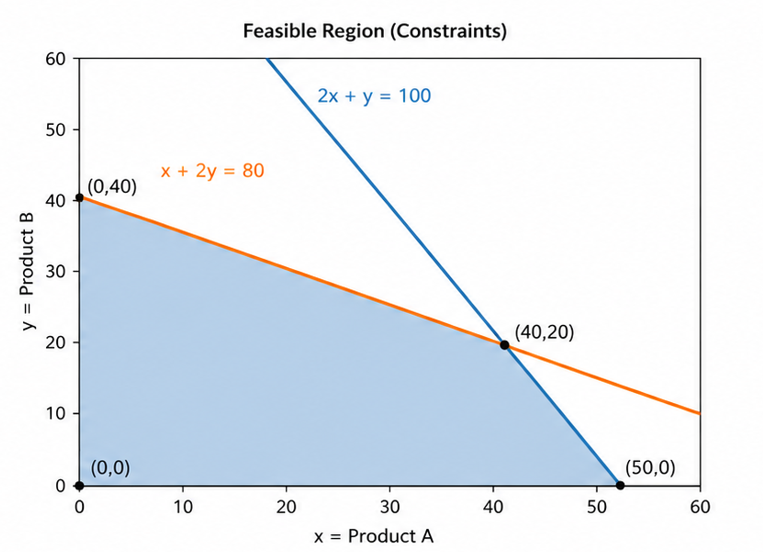 Feasible Region (Constraints)
60
2x + y = 100
50
x + 2y = 80
(0,40)
40
y = Product B
30
(40,20)
20
10
(0,0)
(50,0)
0
0 10 20 30 40 50 60
x = Product A